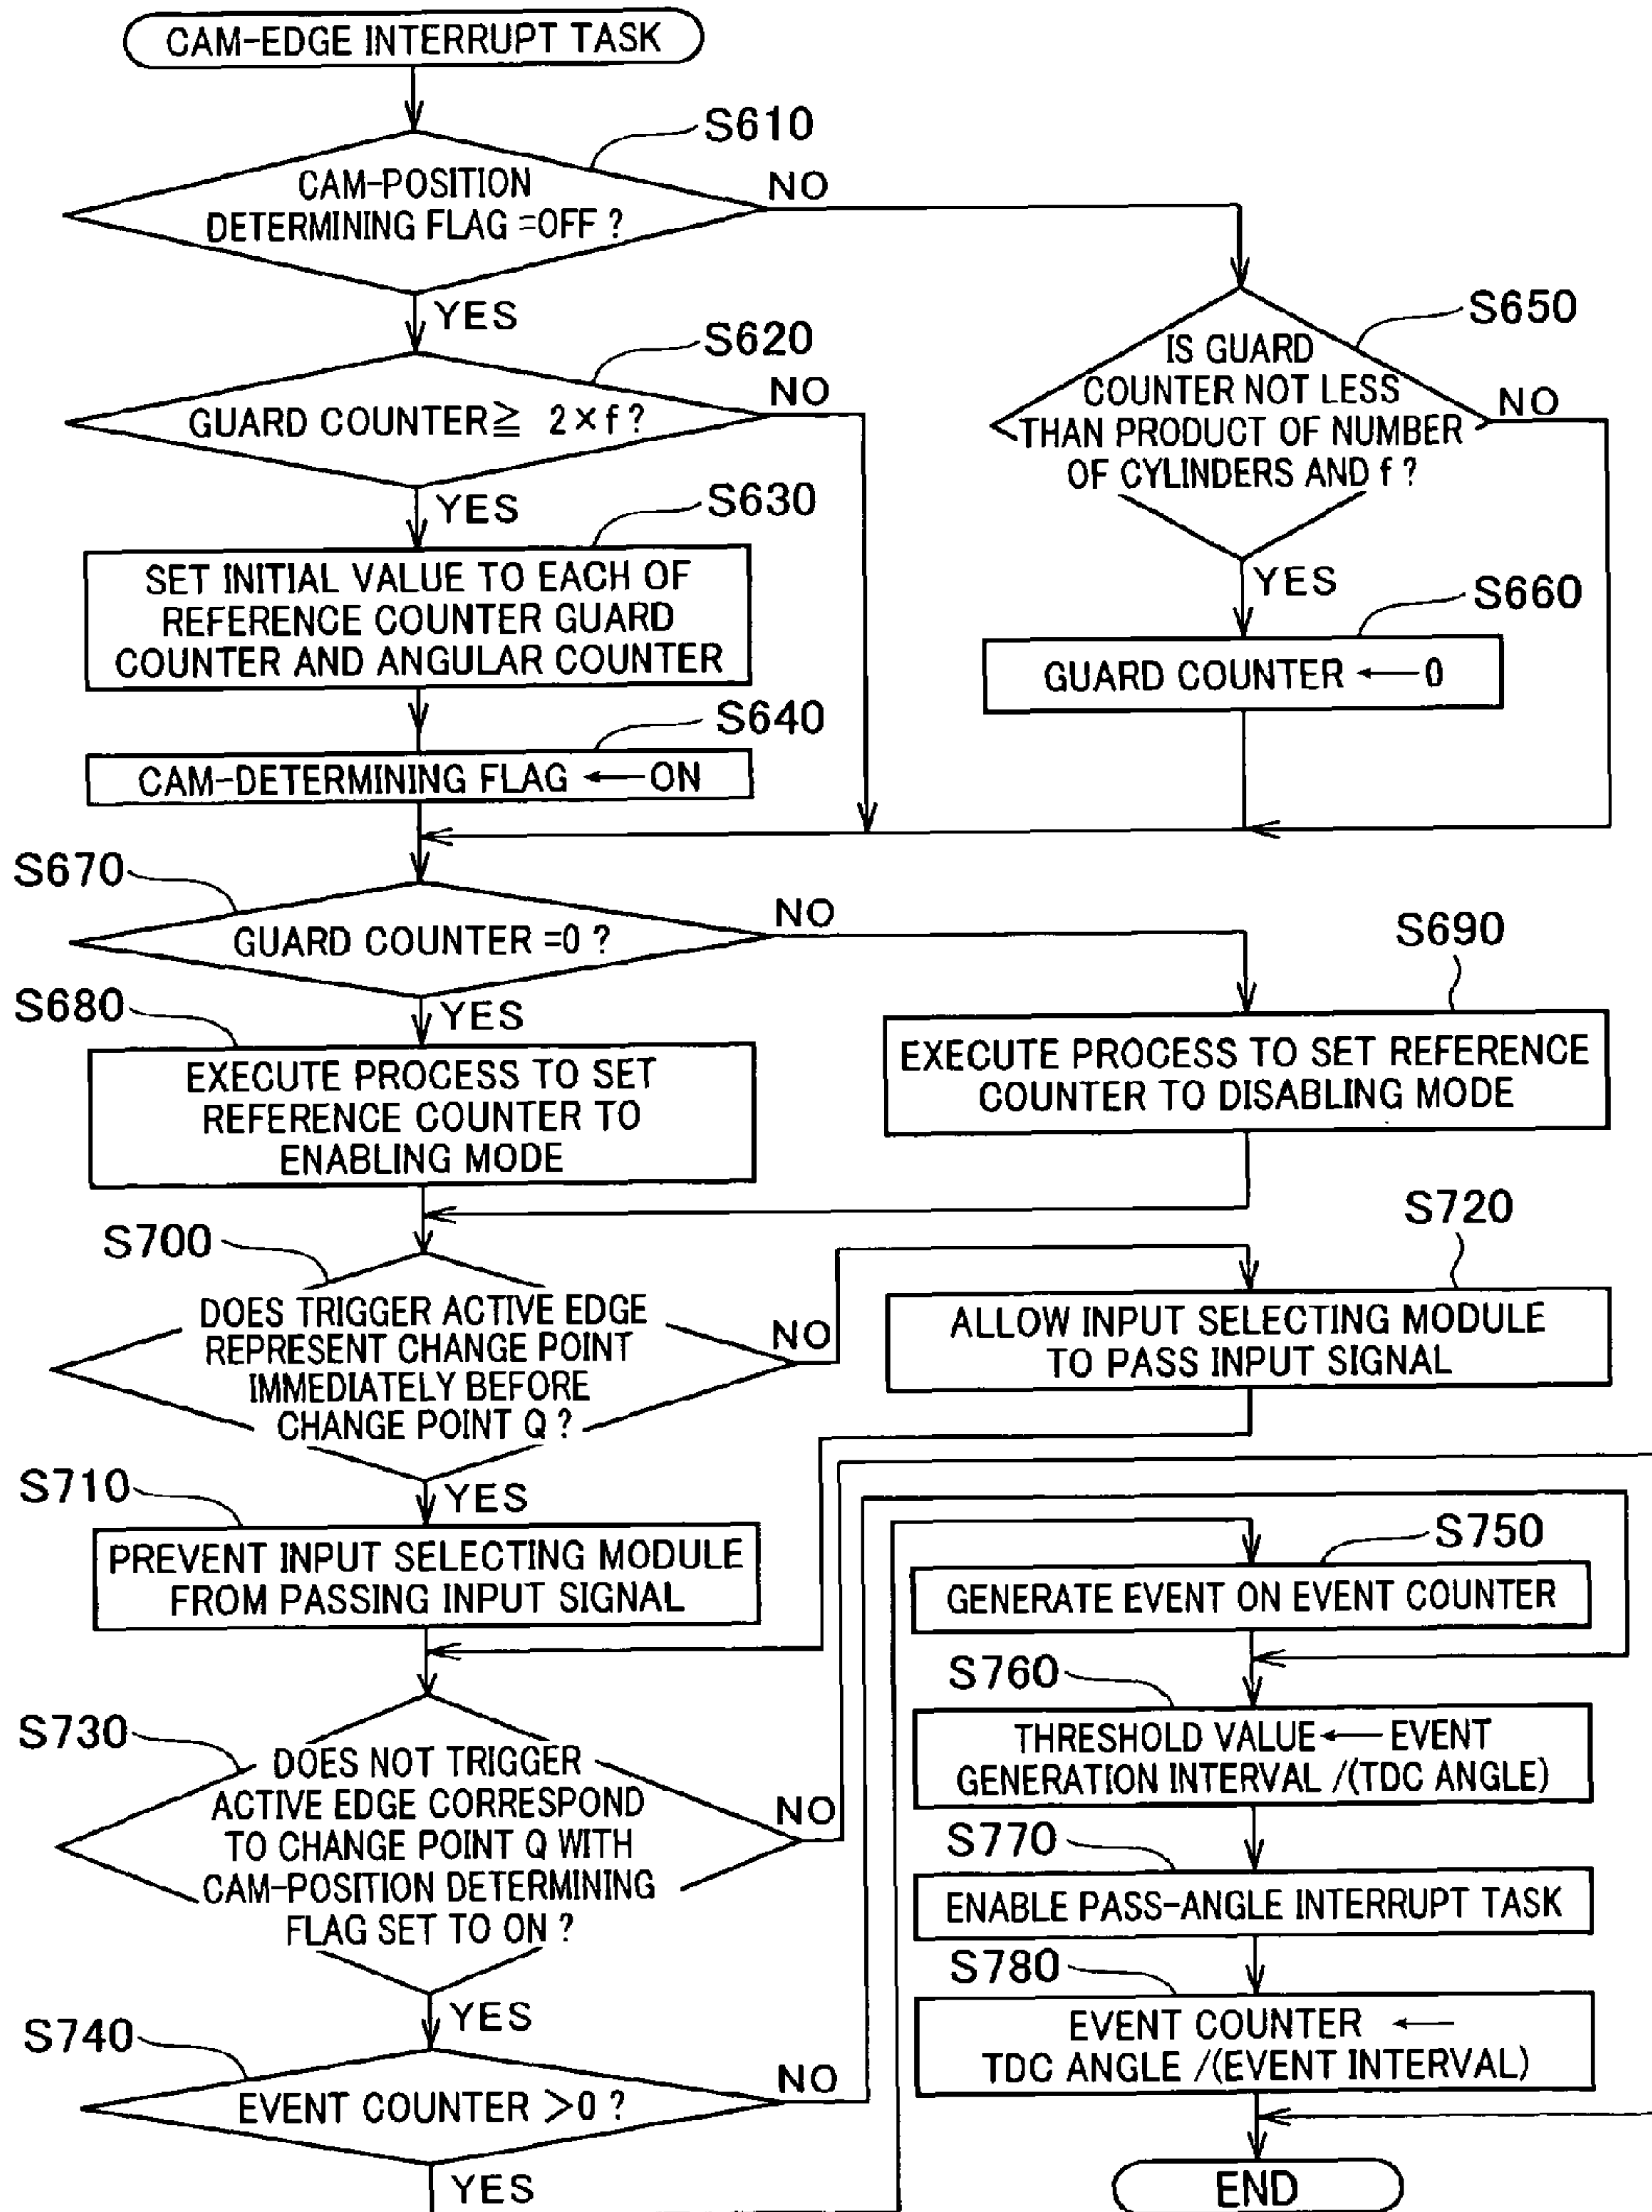 CAM-EDGE INTERRUPT TASK
S610
CAM-POSITION
DETERMINING FLAG =OFF ?
NO
YES
S620
GUARD COUNTER≧ 2×f ?
NO
YES
S630
SET INITIAL VALUE TO EACH OF
REFERENCE COUNTER GUARD
COUNTER AND ANGULAR COUNTER
S640
CAM-DETERMINING FLAG ← ON
S650
IS GUARD
COUNTER NOT LESS
THAN PRODUCT OF NUMBER
OF CYLINDERS AND f ?
NO
YES
S660
GUARD COUNTER ← 0
S670
GUARD COUNTER =0 ?
NO
YES
S680
EXECUTE PROCESS TO SET
REFERENCE COUNTER TO
ENABLING MODE
S690
EXECUTE PROCESS TO SET REFERENCE
COUNTER TO DISABLING MODE
S700
DOES TRIGGER ACTIVE EDGE
REPRESENT CHANGE POINT
IMMEDIATELY BEFORE
CHANGE POINT Q ?
NO
YES
S720
ALLOW INPUT SELECTING MODULE
TO PASS INPUT SIGNAL
S710
PREVENT INPUT SELECTING MODULE
FROM PASSING INPUT SIGNAL
S730
DOES NOT TRIGGER
ACTIVE EDGE CORRESPOND
TO CHANGE POINT Q WITH
CAM-POSITION DETERMINING
FLAG SET TO ON ?
NO
YES
S740
EVENT COUNTER >0 ?
NO
YES
S750
GENERATE EVENT ON EVENT COUNTER
S760
THRESHOLD VALUE ← EVENT
GENERATION INTERVAL /(TDC ANGLE)
S770
ENABLE PASS-ANGLE INTERRUPT TASK
S780
EVENT COUNTER ←
TDC ANGLE /(EVENT INTERVAL)
END